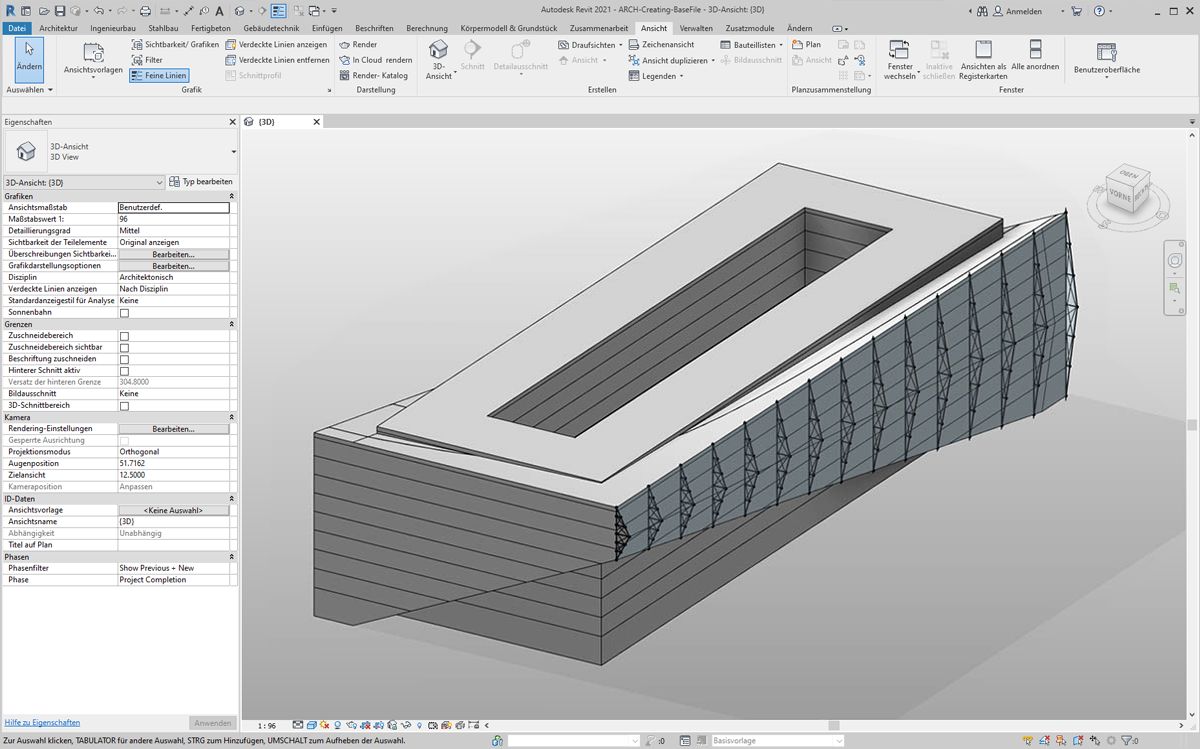 Autodesk Revit 2021 - ARCH-Creating-BaseFile - 3D-Ansicht: {3D}
Anmelden
Datei Architektur Ingenieurbau Stahlbau Fertigbeton Gebäudetechnik Einfügen Beschriften Berechnung Körpermodell & Grundstück Zusammenarbeit Ansicht Verwalten Zusatzmodule Ändern
Ändern
Auswählen
Ansichtsvorlagen
Sichtbarkeit/ Grafiken
Filter
Feine Linien
Verdeckte Linien anzeigen
Verdeckte Linien entfernen
Schnittprofil
Grafik
Render
In Cloud rendern
Render- Katalog
Darstellung
3D-
Ansicht
Schnitt
Detailausschnitt
Draufsichten
Ansicht
Legenden
Zeichenansicht
Ansicht duplizieren
Bauteillisten
Bildausschnitt
Erstellen
Plan
Ansicht
Planzusammenstellung
Fenster
wechseln
Inaktive
schließen
Ansichten als
Registerkarten
Alle anordnen
Fenster
Benutzeroberfläche
Eigenschaften
{3D}
3D-Ansicht
3D View
3D-Ansicht: {3D}
Typ bearbeiten
Grafiken
Ansichtsmaßstab Benutzerdef.
Maßstabswert 1: 96
Detaillierungsgrad Mittel
Sichtbarkeit der Teilelemente Original anzeigen
Überschreibungen Sichtbarkei... Bearbeiten...
Grafikdarstellungsoptionen Bearbeiten...
Disziplin Architektonisch
Verdeckte Linien anzeigen Nach Disziplin
Standardanzeigestil für Analyse Keine
Sonnenbahn
Grenzen
Zuschneidebereich
Zuschneidebereich sichtbar
Beschriftung zuschneiden
Hinterer Schnitt aktiv
Versatz der hinteren Grenze 304.8000
Bildausschnitt Keine
3D-Schnittbereich
Kamera
Rendering-Einstellungen Bearbeiten...
Gesperrte Ausrichtung
Projektionsmodus Orthogonal
Augenposition 51.7162
Zielansicht 12.5000
Kameraposition Anpassen
ID-Daten
Ansichtsvorlage <Keine Auswahl>
Ansichtsname {3D}
Abhängigkeit Unabhängig
Titel auf Plan
Phasen
Phasenfilter Show Previous + New
Phase Project Completion
OBEN
VORNE
Hilfe zu Eigenschaften
Anwenden
1 : 96
Zur Auswahl klicken, TABULATOR für andere Auswahl, STRG zum Hinzufügen, UMSCHALT zum Aufheben der Auswahl.
:0
Basisvorlage
:0